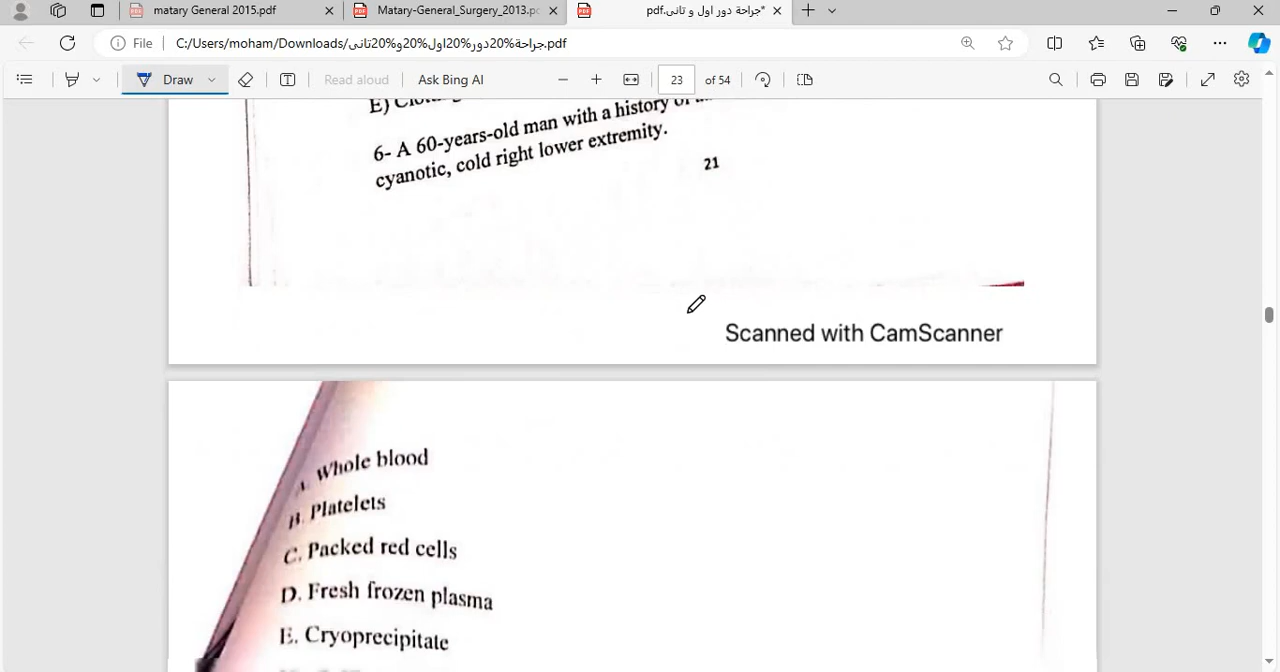 matary General 2015.pdf
Matary-General_Surgery_2013.pc
جراحة دور اول و تانى.pdf*
File
C:/Users/moham/Downloads/جراحة%20دور%20اول%20و%20تانى.pdf
Draw
Read aloud
Ask Bing AI
23
of 54
E)
6- A 60-years-old man with a history of
cyanotic, cold right lower extremity.
21
Scanned with CamScanner
A. Whole blood
B. Platelets
C. Packed red cells
D. Fresh frozen plasma
E. Cryoprecipitate